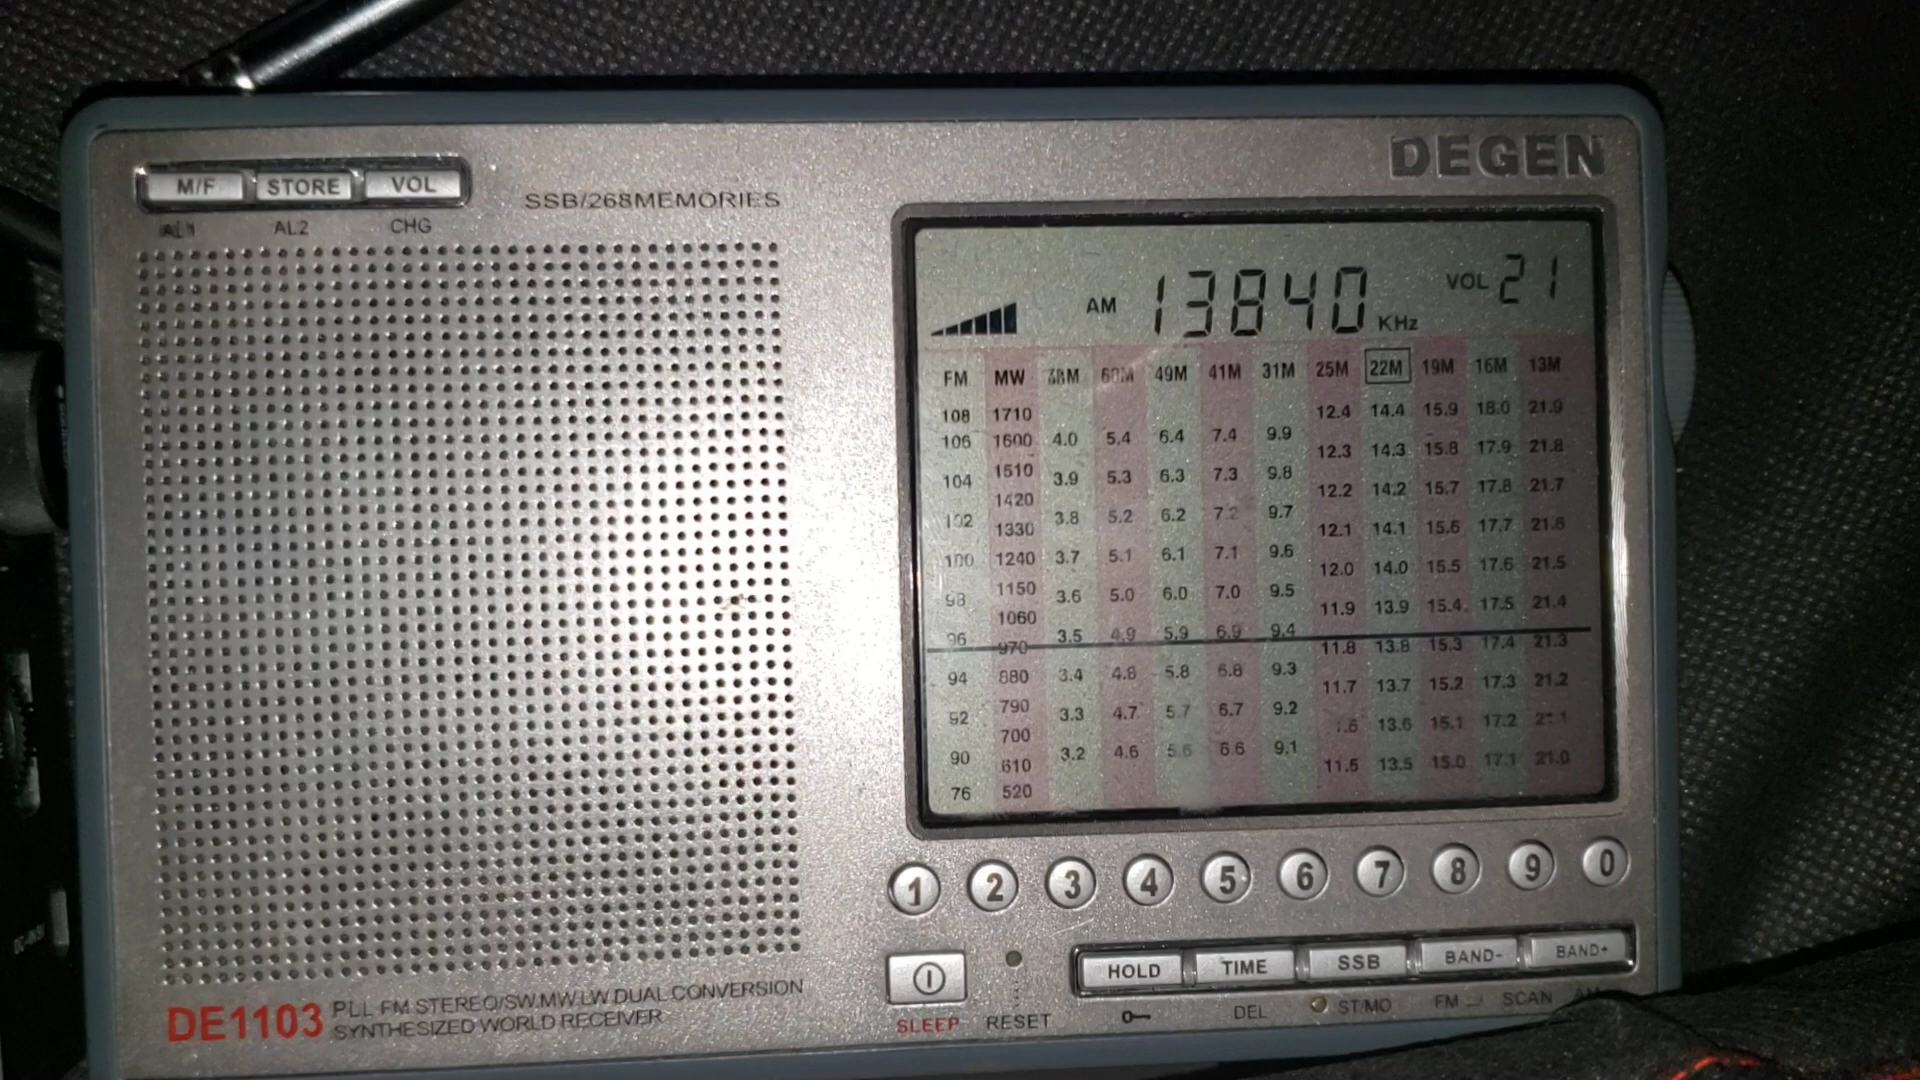 DEGEN
M/F STORE VOL
AL2 CHG
SSB/268MEMORIES
AM 13840 KHz VOL 21
FM MW 60M 49M 41M 31M 25M 22M 19M 16M 13M
108 1710 12.4 14.4 15.9 18.0 21.9
106 1600 4.0 5.4 6.4 7.4 9.9 12.3 14.3 15.8 17.9 21.8
104 1510 3.9 5.3 6.3 7.3 9.8 12.2 14.2 15.7 17.8 21.7
1420
102 1330 3.8 5.2 6.2 7.2 9.7 12.1 14.1 15.6 17.7 21.6
100 1240 3.7 5.1 6.1 7.1 9.6 12.0 14.0 15.5 17.6 21.5
98 1150 3.6 5.0 6.0 7.0 9.5 11.9 13.9 15.4 17.5 21.4
1060
96 970 3.5 4.9 5.9 6.9 9.4 11.8 13.8 15.3 17.4 21.3
94 880 3.4 4.8 5.8 6.8 9.3 11.7 13.7 15.2 17.3 21.2
790
92 700 3.3 4.7 5.7 6.7 9.2 13.6 15.1 17.2 21.1
90 610 3.2 4.6 5.6 6.6 9.1 11.5 13.5 15.0 17.1 21.0
76 520
1 2 3 4 5 6 7 8 9 0
HOLD TIME SSB BAND- BAND+
SLEEP RESET DEL ST/MO FM SCAN
DE1103 PLL FM STEREO/SW.MW.LW DUAL CONVERSION
SYNTHESIZED WORLD RECEIVER